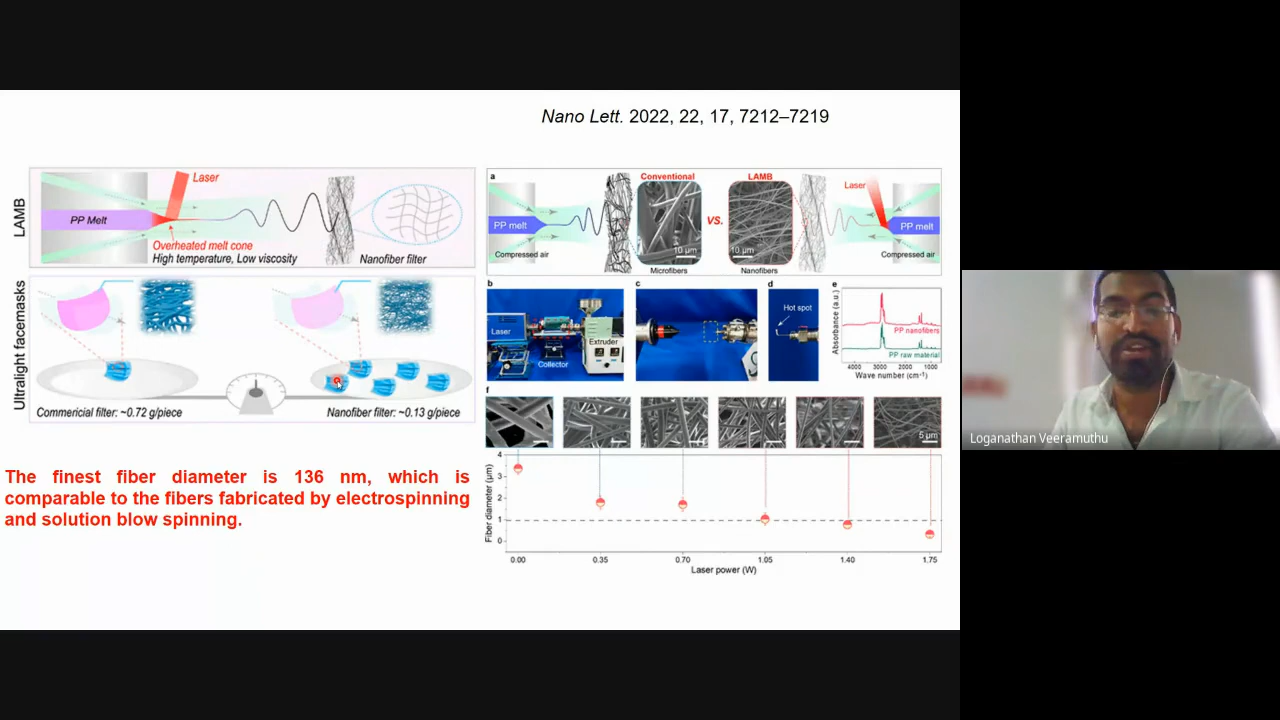 Nano Lett. 2022, 22, 17, 7212–7219
LAMB
Laser
PP Melt
Overheated melt cone
High temperature, Low viscosity
Nanofiber filter
Ultralight facemasks
Commericial filter: ~0.72 g/piece
Nanofiber filter: ~0.13 g/piece
The finest fiber diameter is 136 nm, which is
comparable to the fibers fabricated by electrospinning
and solution blow spinning.
a
Conventional
LAMB
Laser
PP melt
VS.
PP melt
10 µm
10 µm
Compressed air
Compressed air
Microfibers
Nanofibers
b
Laser
Extruder
Collector
c
d
Hot spot
e
Absorbance (a.u.)
PP nanofibers
PP raw material
4000 3000 2000 1000
Wave number (cm⁻¹)
f
5 µm
Fiber diameter (µm)
4
3
2
1
0
0.00 0.35 0.70 1.05 1.40 1.75
Laser power (W)
Loganathan Veeramuthu